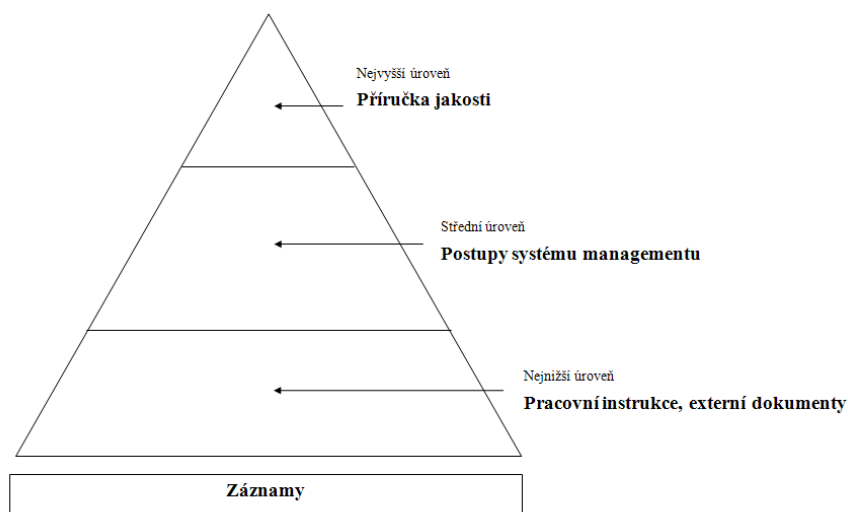 Nejvyšší úroveň
Příručka jakosti
Střední úroveň
Postupy systému managementu
Nejnižší úroveň
Pracovní instrukce, externí dokumenty
Záznamy